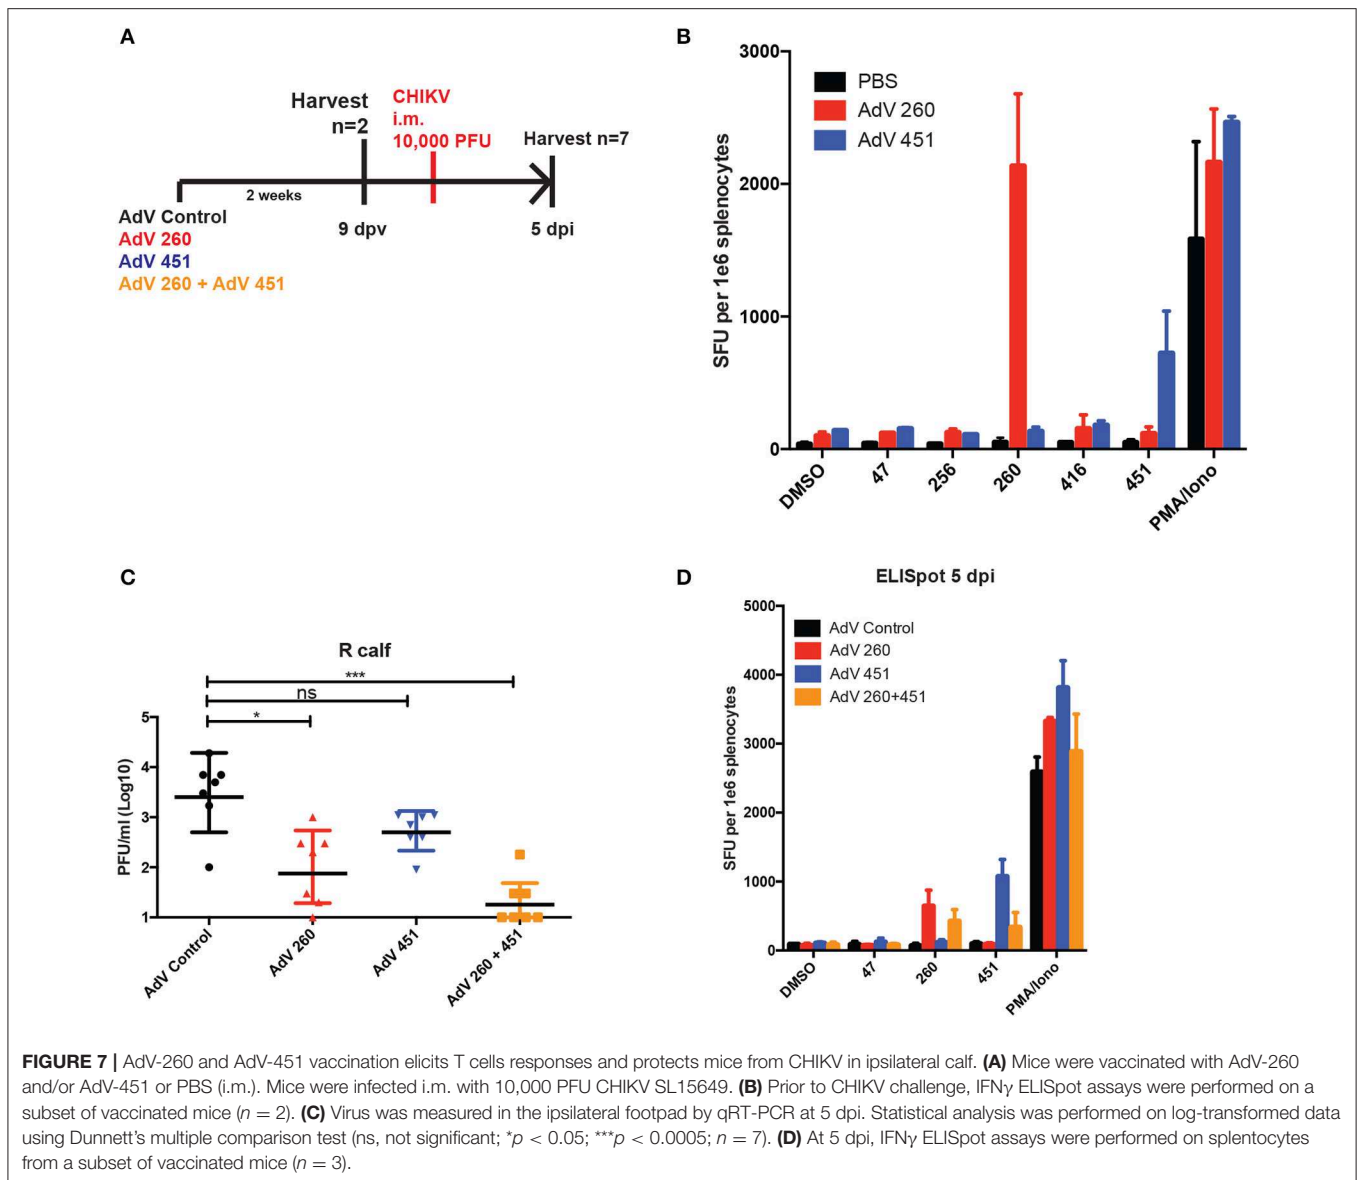 A
Harvest
n=2
CHIKV
i.m.
10,000 PFU
Harvest n=7
2 weeks
AdV Control
AdV 260
AdV 451
AdV 260 + AdV 451
9 dpv
5 dpi
B
3000
2000
1000
0
SFU per 1e6 splenocytes
PBS
AdV 260
AdV 451
DMSO
47
256
260
416
451
PMA/Iono
C
R calf
***
ns
*
5
4
3
2
1
PFU/ml (Log10)
AdV Control
AdV 260
AdV 451
AdV 260 + 451
D
ELISpot 5 dpi
5000
4000
3000
2000
1000
0
SFU per 1e6 splenocytes
AdV Control
AdV 260
AdV 451
AdV 260+451
DMSO
47
260
451
PMA/Iono
FIGURE 7 | AdV-260 and AdV-451 vaccination elicits T cells responses and protects mice from CHIKV in ipsilateral calf. (A) Mice were vaccinated with AdV-260
and/or AdV-451 or PBS (i.m.). Mice were infected i.m. with 10,000 PFU CHIKV SL15649. (B) Prior to CHIKV challenge, IFNγ ELISpot assays were performed on a
subset of vaccinated mice (n = 2). (C) Virus was measured in the ipsilateral footpad by qRT-PCR at 5 dpi. Statistical analysis was performed on log-transformed data
using Dunnett's multiple comparison test (ns, not significant; *p < 0.05; ***p < 0.0005; n = 7). (D) At 5 dpi, IFNγ ELISpot assays were performed on splentocytes
from a subset of vaccinated mice (n = 3).